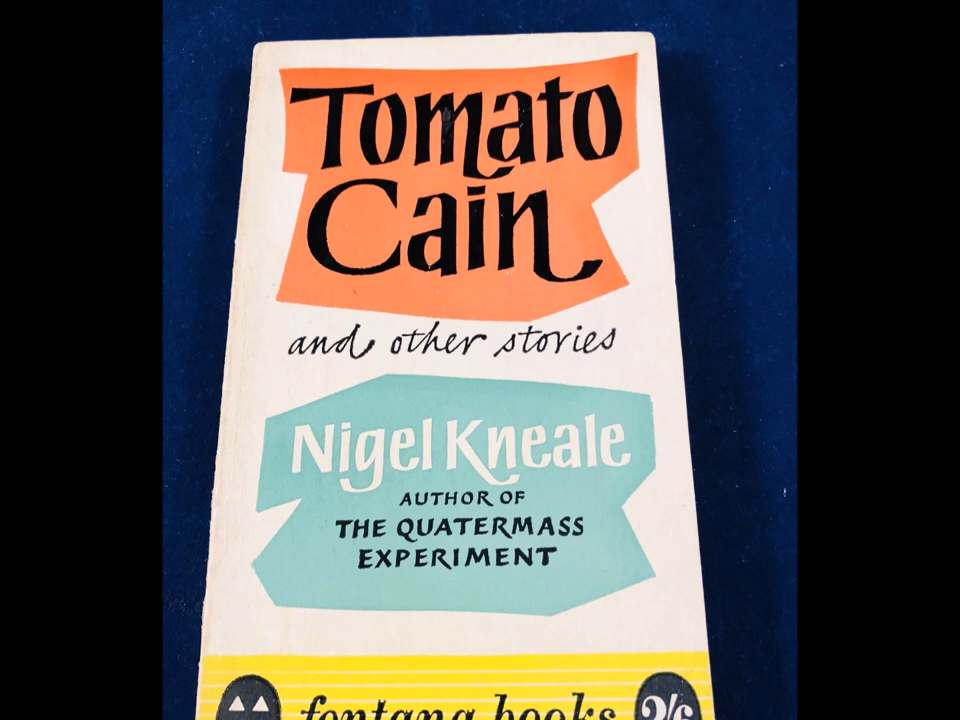 Tomato
Cain
and other stories
Nigel Kneale
AUTHOR OF
THE QUATERMASS
EXPERIMENT
fontana books
2/6